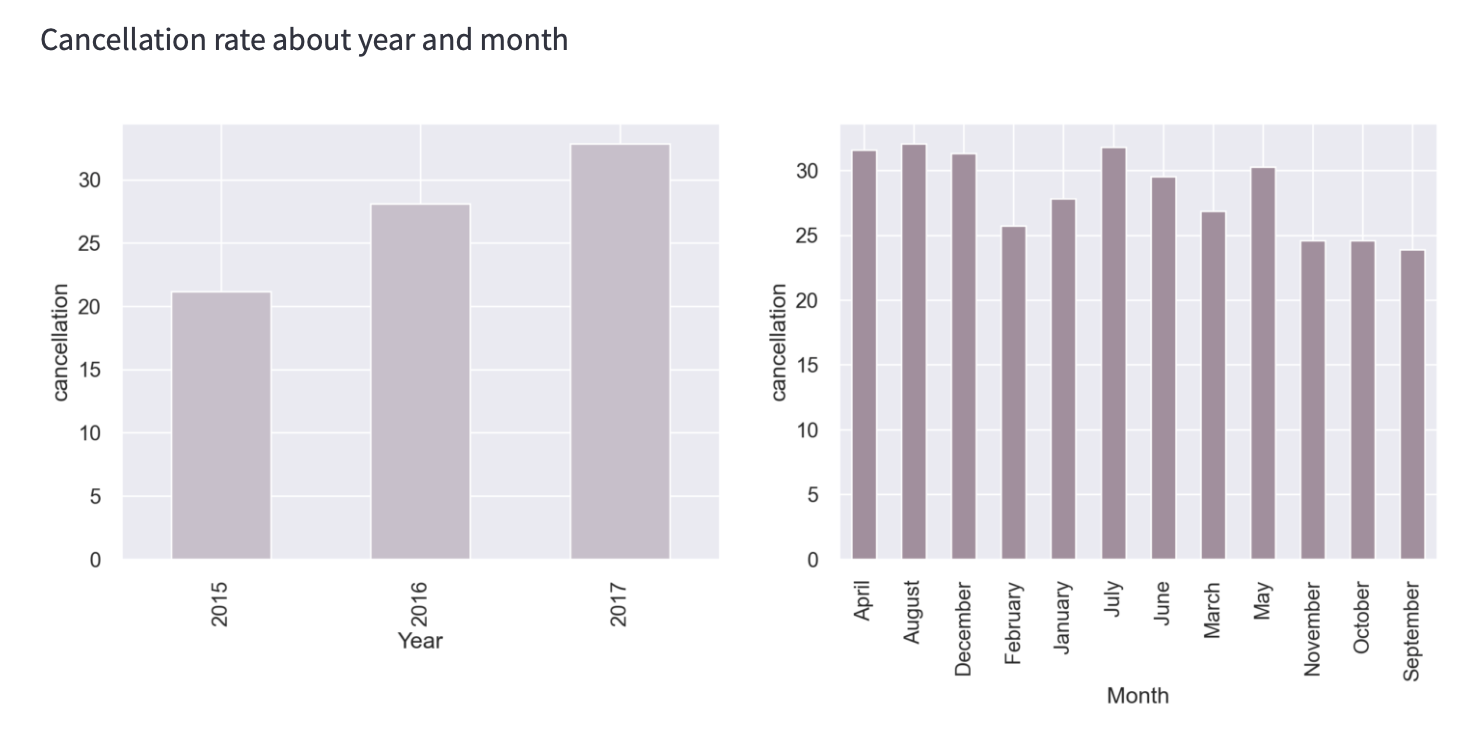 Cancellation rate about year and month
cancellation
30
25
20
15
10
5
0
2015
2016
2017
Year
cancellation
30
25
20
15
10
5
0
April
August
December
February
January
July
June
March
May
November
October
September
Month